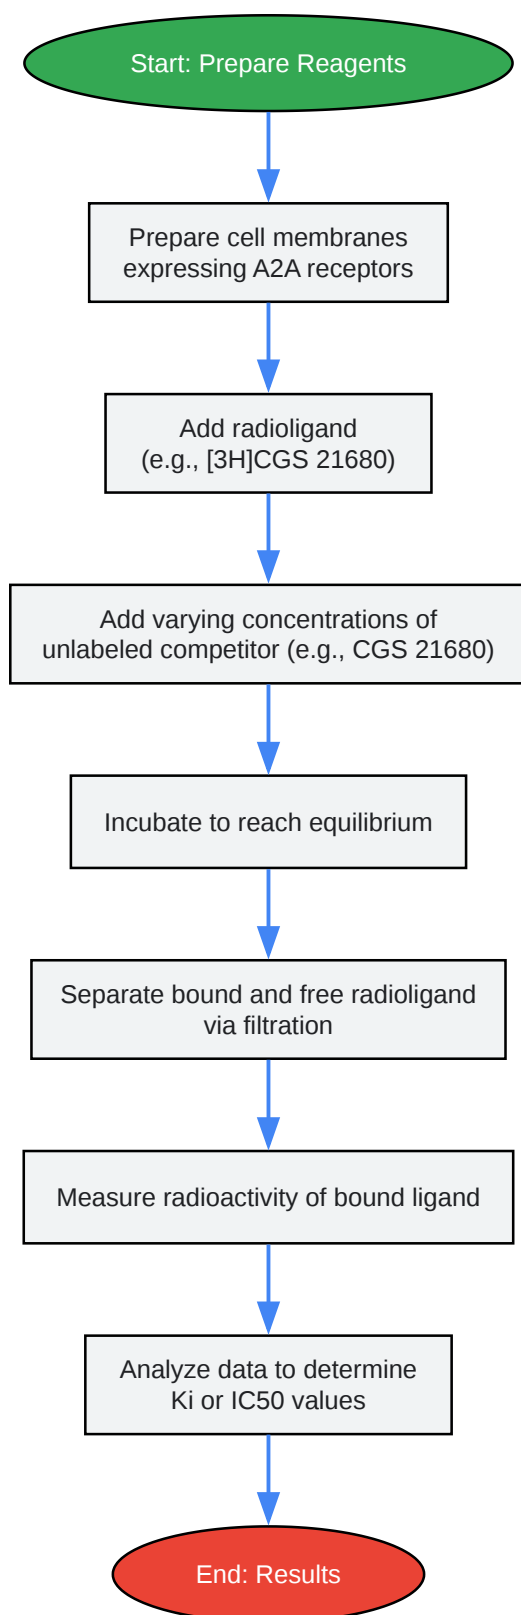 Start: Prepare Reagents
Prepare cell membranes
expressing A2A receptors
Add radioligand
(e.g., [3H]CGS 21680)
Add varying concentrations of
unlabeled competitor (e.g., CGS 21680)
Incubate to reach equilibrium
Separate bound and free radioligand
via filtration
Measure radioactivity of bound ligand
Analyze data to determine
Ki or IC50 values
End: Results